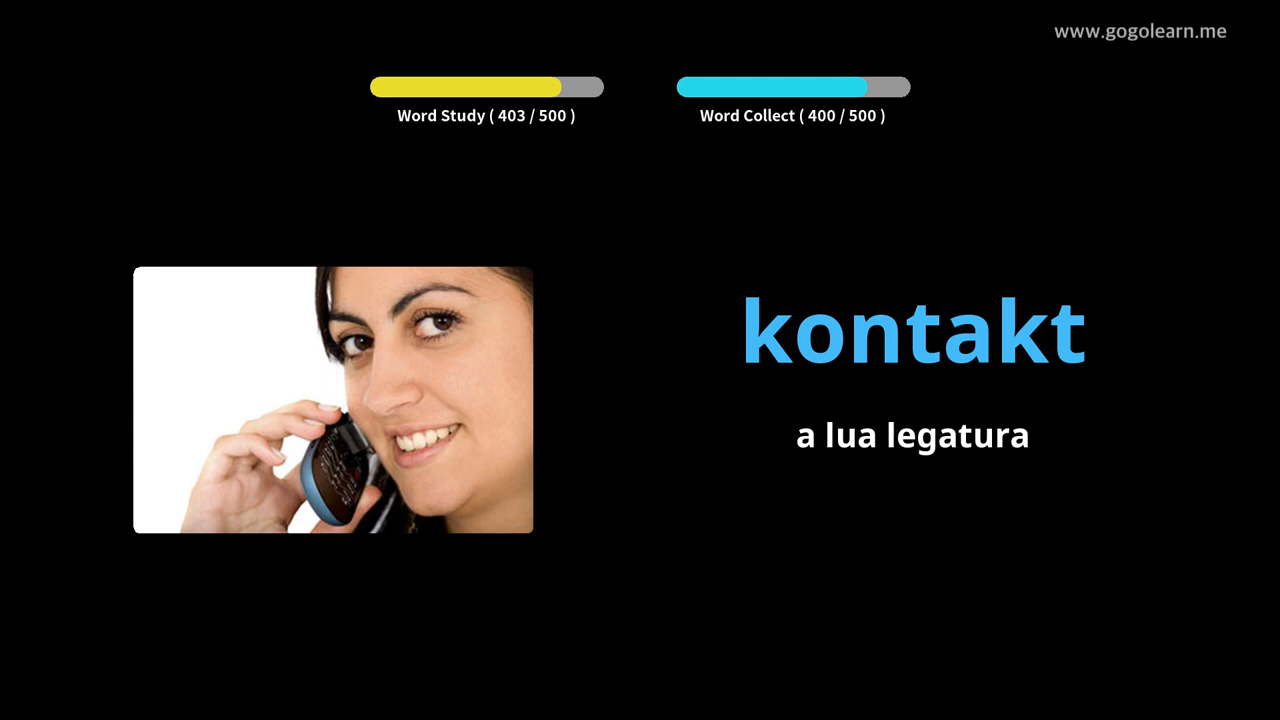 www.gogolearn.me
Word Study ( 403 / 500 )
Word Collect ( 400 / 500 )
kontakt
a lua legatura